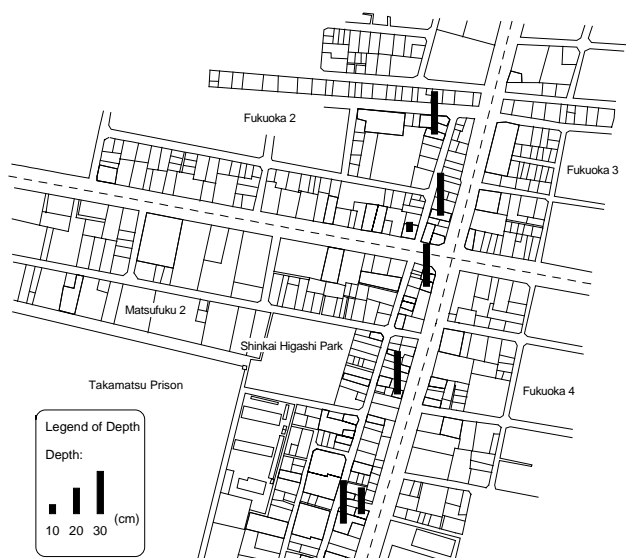 Fukuoka 2
Fukuoka 3
Matsufuku 2
Shinkai Higashi Park
Takamatsu Prison
Fukuoka 4
Legend of Depth
Depth:
10 20 30 (cm)